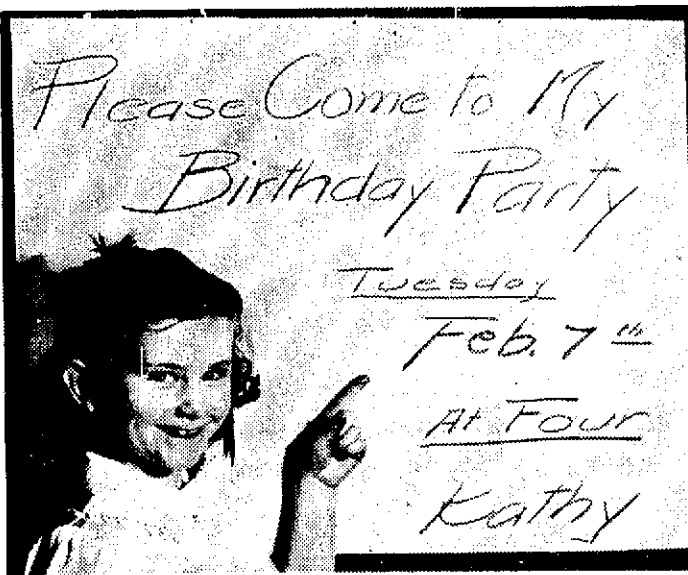 Please Come to My
Birthday Party
Tuesday
Feb. 7th
At Four
Kathy